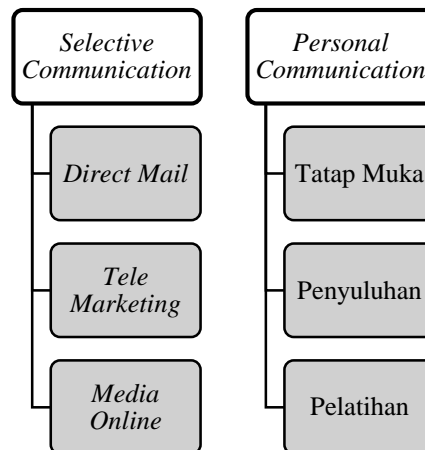 Selective
Communication
Direct Mail
Tele
Marketing
Media
Online
Personal
Communication
Tatap Muka
Penyuluhan
Pelatihan